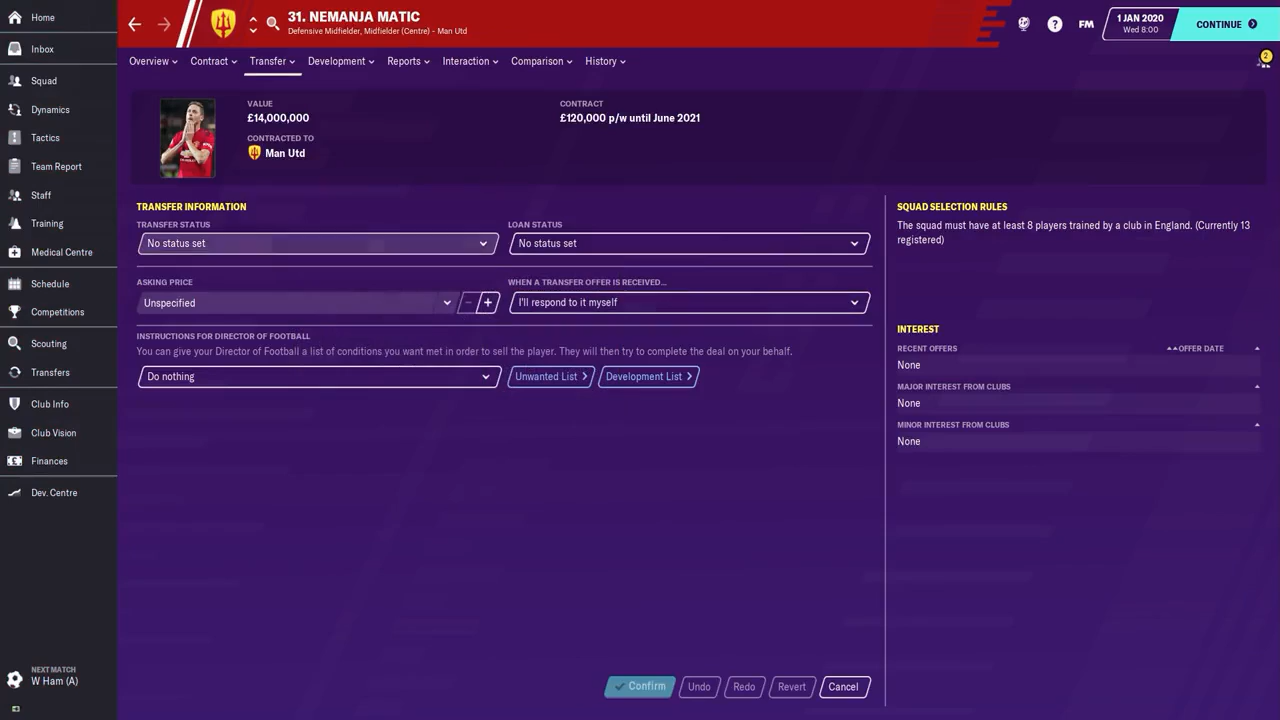 Home
Inbox
Squad
Dynamics
Tactics
Team Report
Staff
Training
Medical Centre
Schedule
Competitions
Scouting
Transfers
Club Info
Club Vision
Finances
Dev. Centre
NEXT MATCH
W Ham (A)
31. NEMANJA MATIC
Defensive Midfielder, Midfielder (Centre) - Man Utd
?
FM
1 JAN 2020
Wed 8:00
CONTINUE
Overview
Contract
Transfer
Development
Reports
Interaction
Comparison
History
2
VALUE
£14,000,000
CONTRACTED TO
Man Utd
CONTRACT
£120,000 p/w until June 2021
TRANSFER INFORMATION
TRANSFER STATUS
No status set
LOAN STATUS
No status set
ASKING PRICE
Unspecified
- +
WHEN A TRANSFER OFFER IS RECEIVED...
I'll respond to it myself
INSTRUCTIONS FOR DIRECTOR OF FOOTBALL
You can give your Director of Football a list of conditions you want met in order to sell the player. They will then try to complete the deal on your behalf.
Do nothing
Unwanted List >
Development List >
SQUAD SELECTION RULES
The squad must have at least 8 players trained by a club in England. (Currently 13
registered)
INTEREST
RECENT OFFERS
OFFER DATE
None
MAJOR INTEREST FROM CLUBS
None
MINOR INTEREST FROM CLUBS
None
Confirm
Undo
Redo
Revert
Cancel